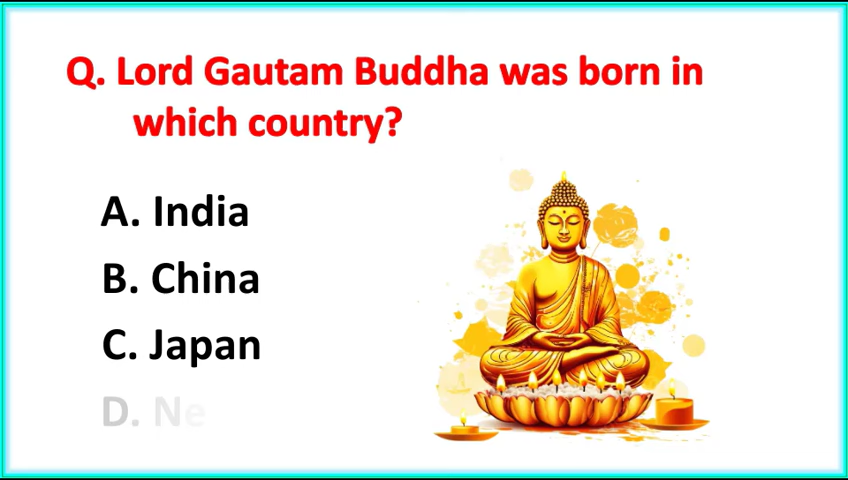 Q. Lord Gautam Buddha was born in
which country?
A. India
B. China
C. Japan
D. Ne